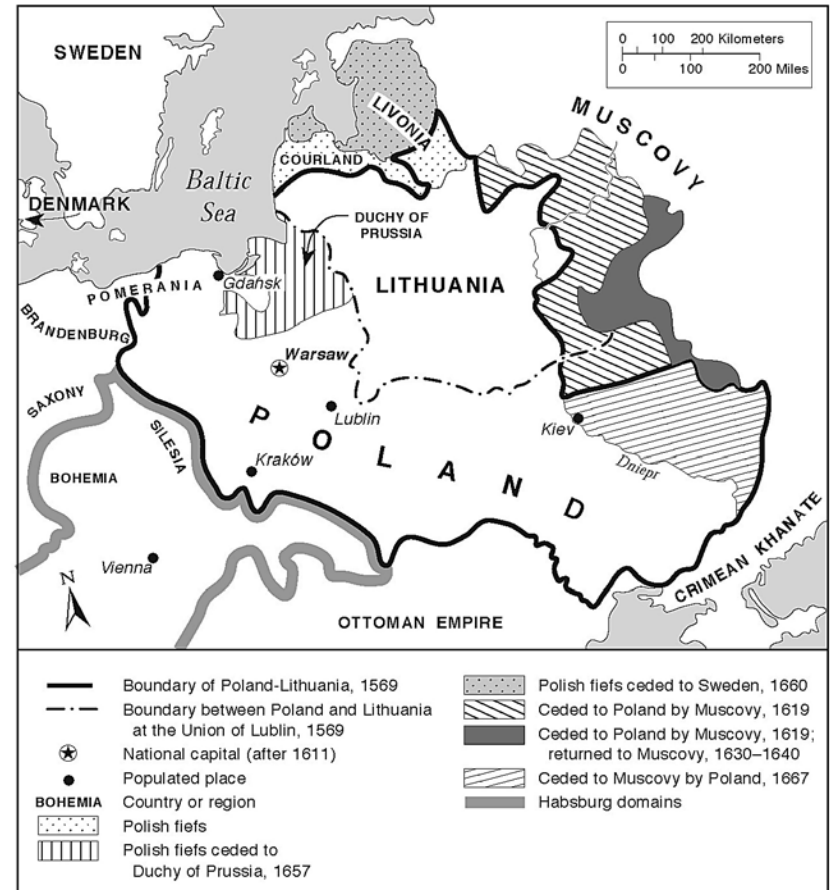 SWEDEN
0 100 200 Kilometers
0 100 200 Miles
MUSCOVY
LIVONIA
COURLAND
Baltic
Sea
DENMARK
DUCHY OF
PRUSSIA
LITHUANIA
POMERANIA
Gdańsk
BRANDENBURG
Warsaw
SAXONY
SILESIA
Lublin
POLAND
Kiev
Kraków
BOHEMIA
Dniepr
Vienna
CRIMEAN KHANATE
N
OTTOMAN EMPIRE
Boundary of Poland-Lithuania, 1569
Boundary between Poland and Lithuania
at the Union of Lublin, 1569
National capital (after 1611)
Populated place
BOHEMIA Country or region
Polish fiefs
Polish fiefs ceded to
Duchy of Prussia, 1657
Polish fiefs ceded to Sweden, 1660
Ceded to Poland by Muscovy, 1619
Ceded to Poland by Muscovy, 1619;
returned to Muscovy, 1630–1640
Ceded to Muscovy by Poland, 1667
Habsburg domains